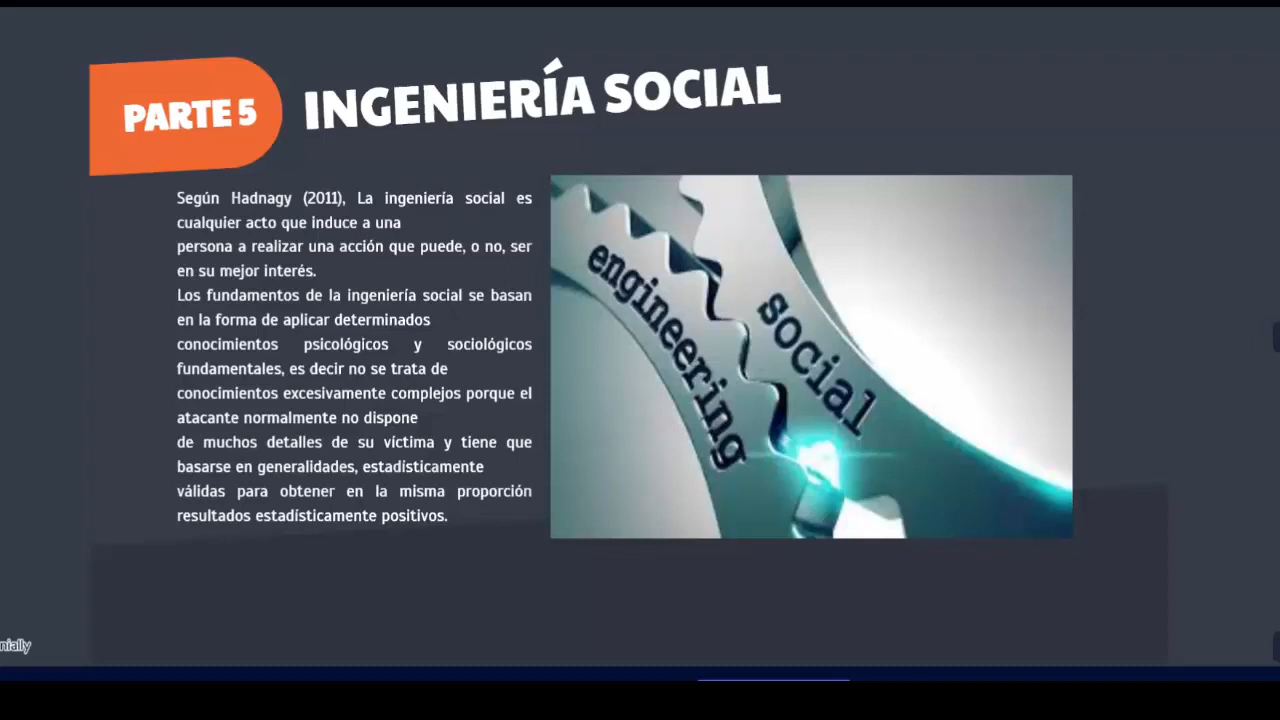 PARTE 5
INGENIERÍA SOCIAL
Según Hadnagy (2011), La ingeniería social es
cualquier acto que induce a una
persona a realizar una acción que puede, o no, ser
en su mejor interés.
Los fundamentos de la ingeniería social se basan
en la forma de aplicar determinados
conocimientos psicológicos y sociológicos
fundamentales, es decir no se trata de
conocimientos excesivamente complejos porque el
atacante normalmente no dispone
de muchos detalles de su víctima y tiene que
basarse en generalidades, estadísticamente
válidas para obtener en la misma proporción
resultados estadísticamente positivos.
engineering
social
nially